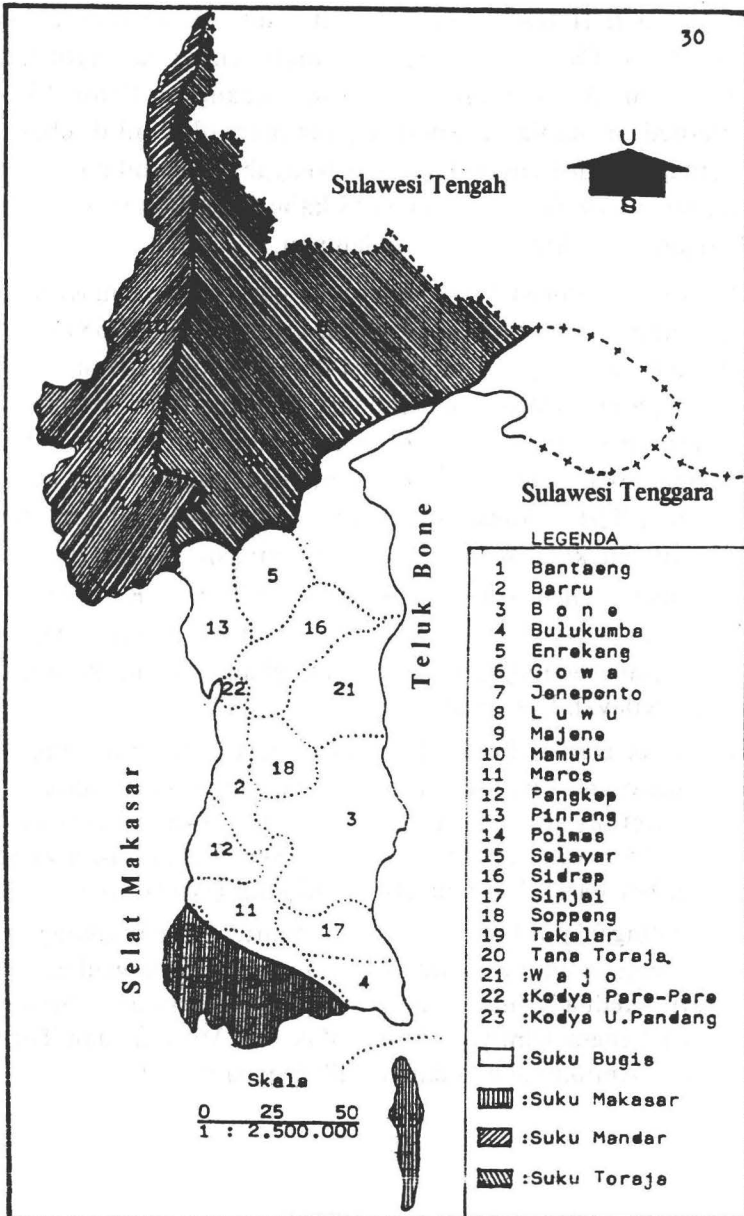 30
U
S
Sulawesi Tengah
Sulawesi Tenggara
Teluk Bone
Selat Makasar
5
13
16
22
21
18
2
3
12
11
17
4
LEGENDA
1 Bantaeng
2 Barru
3 B o n e
4 Bulukumba
5 Enrekang
6 G o w a
7 Jeneponto
8 L u w u
9 Majene
10 Mamuju
11 Maros
12 Pangkep
13 Pinrang
14 Polmas
15 Selayar
16 Sidrap
17 Sinjai
18 Soppeng
19 Takalar
20 Tana Toraja.
21 :W a j o
22 :Kodya Pare-Pare
23 :Kodya U.Pandang
:Suku Bugis
:Suku Makasar
:Suku Mandar
:Suku Toraja
Skala
0 25 50
1 : 2.500.000